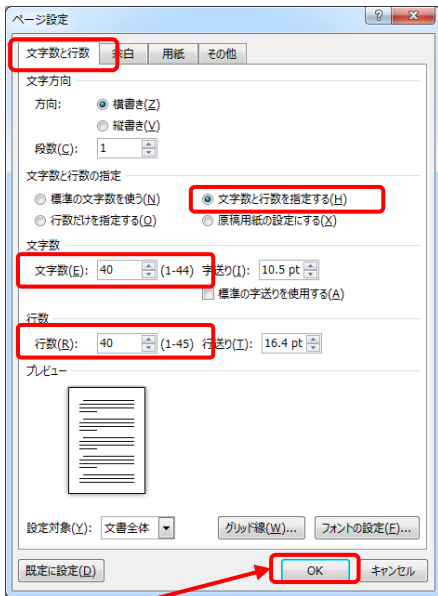 ページ設定
文字数と行数 余白 用紙 その他
文字方向
方向: 横書き(Z)
縦書き(V)
段数(C): 1
文字数と行数の指定
標準の文字数を使う(N) 文字数と行数を指定する(H)
行数だけを指定する(O) 原稿用紙の設定にする(X)
文字数
文字数(E): 40 (1-44) 字送り(I): 10.5 pt
標準の字送りを使用する(A)
行数
行数(R): 40 (1-45) 行送り(T): 16.4 pt
プレビュー
設定対象(Y): 文書全体 グリッド線(W)... フォントの設定(F)...
既定に設定(D) OK キャンセル